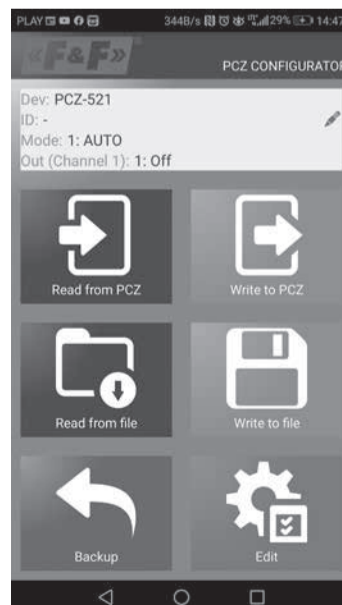 PLAY 344B/s 29% 14:47
«F&F»®
PCZ CONFIGURATOR
Dev: PCZ-521
ID: -
Mode: 1: AUTO
Out (Channel 1): 1: Off
Read from PCZ Write to PCZ
Read from file Write to file
Backup Edit